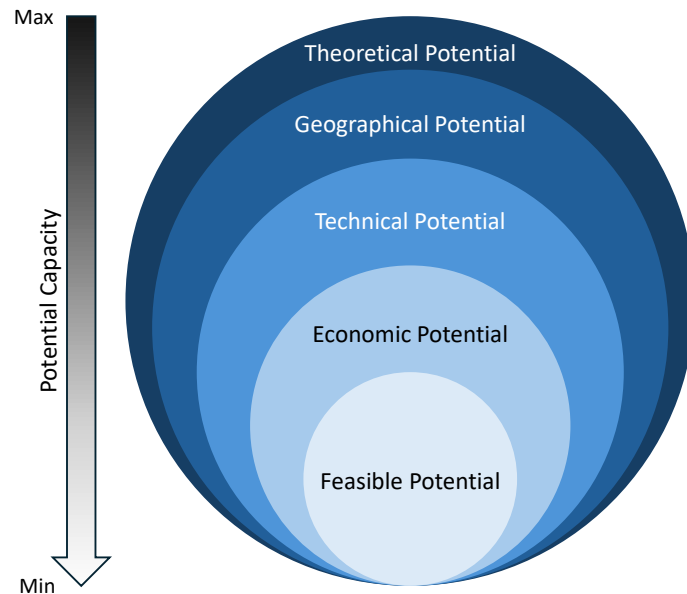 Max
Theoretical Potential
Geographical Potential
Technical Potential
Potential Capacity
Economic Potential
Feasible Potential
Min